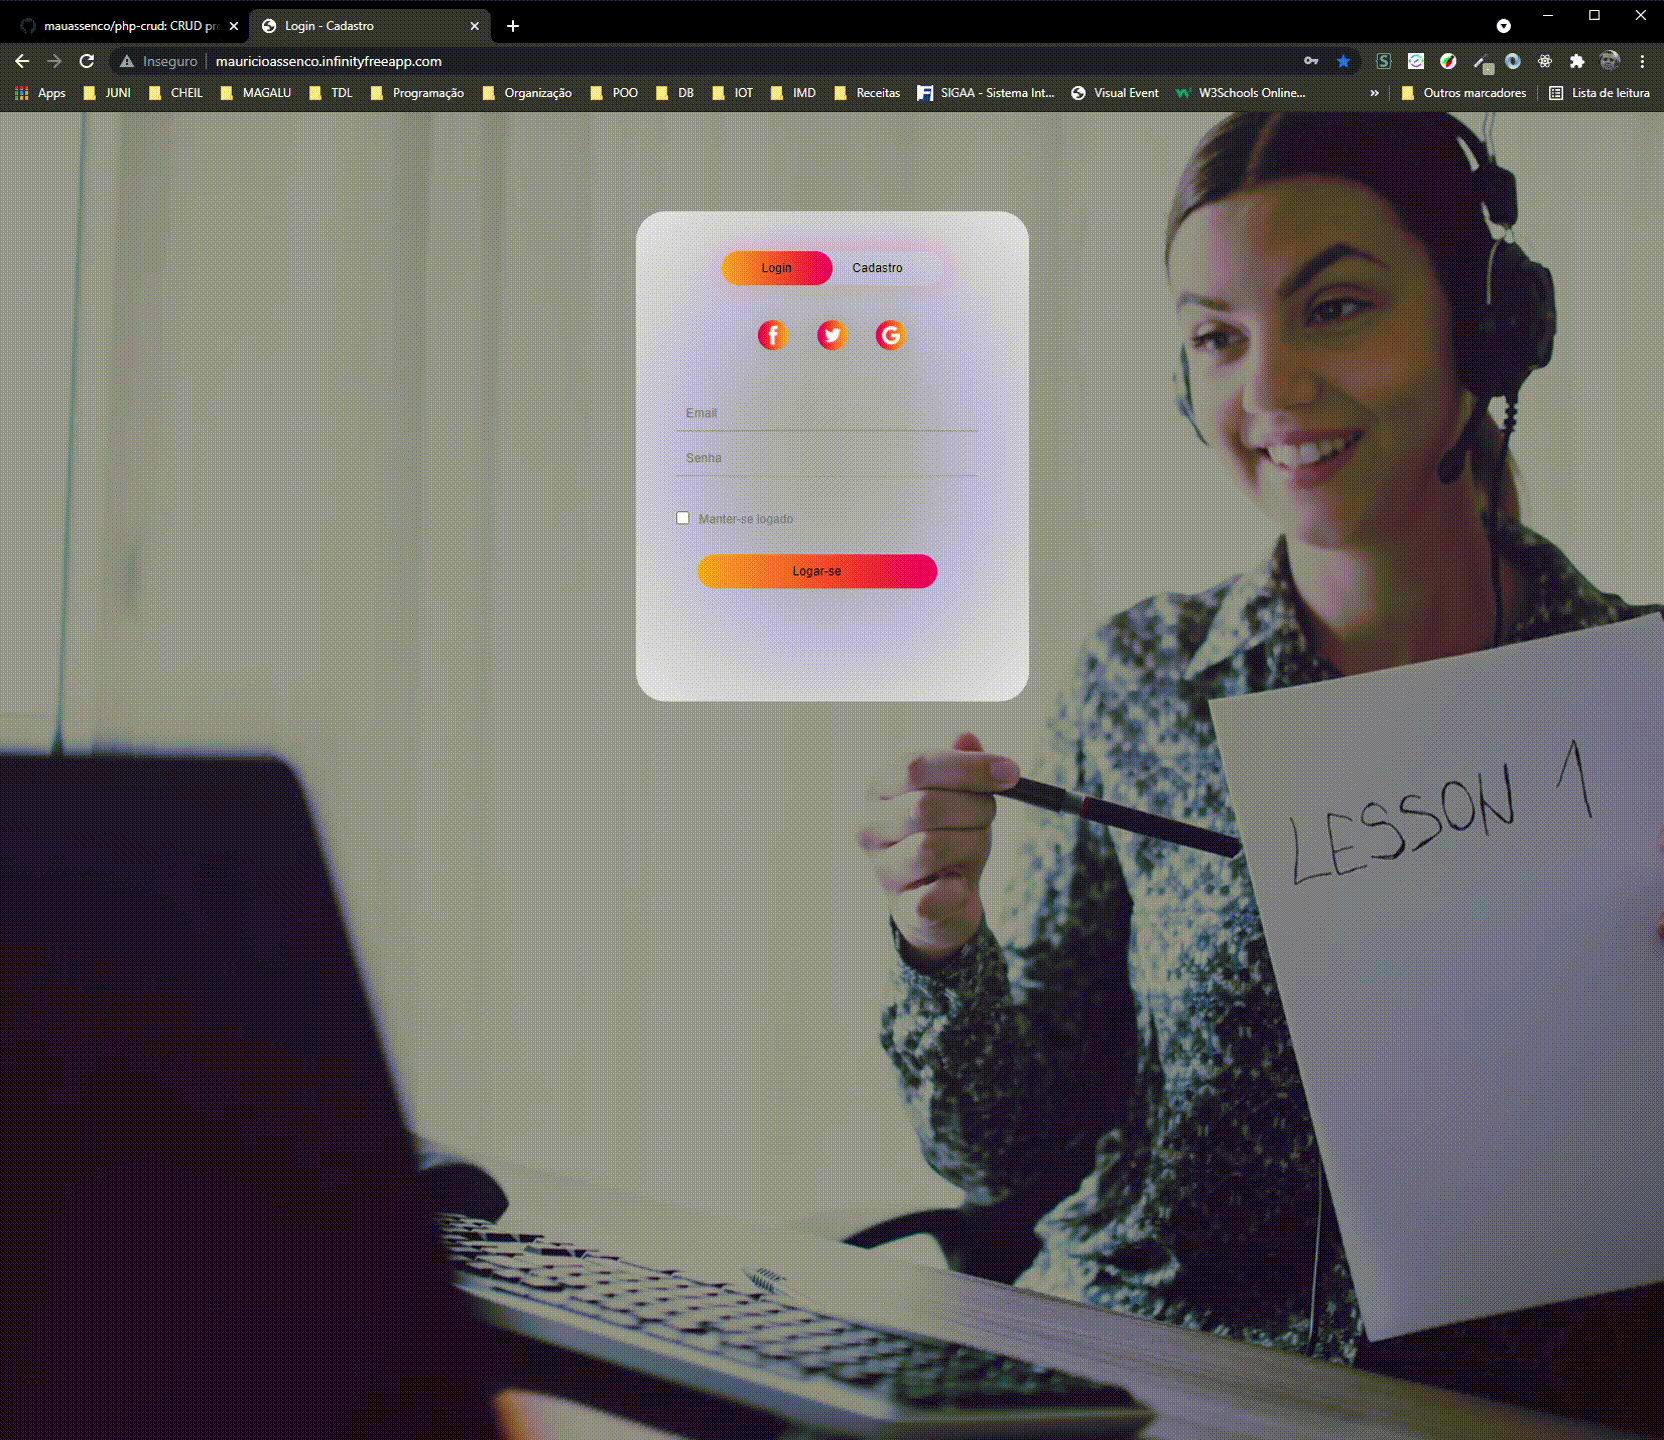 mauassenco/php-crud: CRUD pr
Login - Cadastro
Inseguro
mauricioassenco.infinityfreeapp.com
Apps
JUNI
CHEIL
MAGALU
TDL
Programação
Organização
POO
DB
IOT
IMD
Receitas
SIGAA - Sistema Int...
Visual Event
W3Schools Online...
»
Outros marcadores
Lista de leitura
Login
Cadastro
Email
Senha
Manter-se logado
Logar-se
LESSON 1